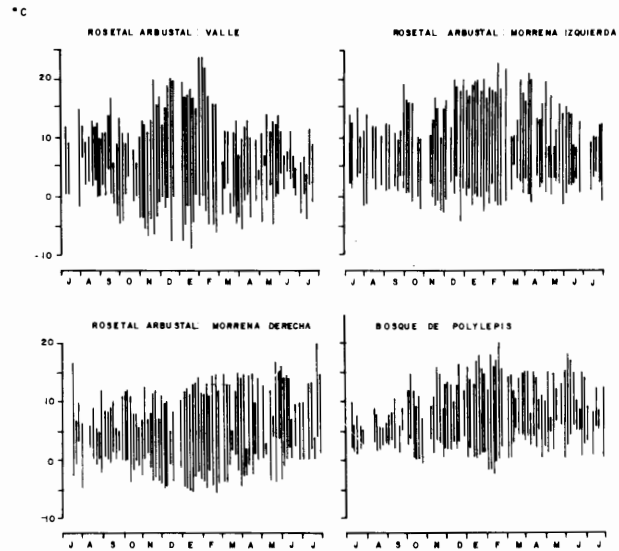 °C
ROSETAL ARBUSTAL: VALLE
20
10
0
-10
J A S O N D E F M A M J J
ROSETAL ARBUSTAL: MORRENA IZQUIERDA
J A S O N D E F M A M J J
ROSETAL ARBUSTAL: MORRENA DERECHA
20
10
0
-10
J A S O N D E F M A M J J
BOSQUE DE POLYLEPIS
J A S O N D E F M A M J J